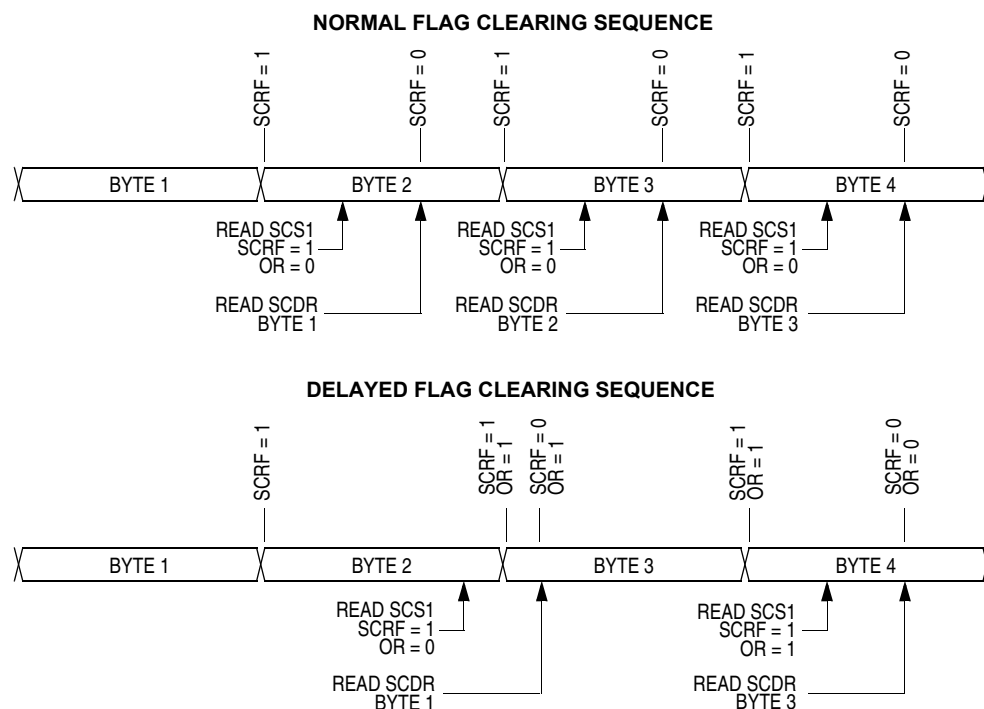 NORMAL FLAG CLEARING SEQUENCE
SCRF = 1
SCRF = 0
SCRF = 1
SCRF = 0
SCRF = 1
SCRF = 0
BYTE 1
BYTE 2
BYTE 3
BYTE 4
READ SCS1
SCRF = 1
OR = 0
READ SCS1
SCRF = 1
OR = 0
READ SCS1
SCRF = 1
OR = 0
READ SCDR
BYTE 1
READ SCDR
BYTE 2
READ SCDR
BYTE 3
DELAYED FLAG CLEARING SEQUENCE
SCRF = 1
SCRF = 1
OR = 1
SCRF = 0
OR = 1
SCRF = 1
OR = 1
SCRF = 0
OR = 0
BYTE 1
BYTE 2
BYTE 3
BYTE 4
READ SCS1
SCRF = 1
OR = 0
READ SCS1
SCRF = 1
OR = 1
READ SCDR
BYTE 1
READ SCDR
BYTE 3